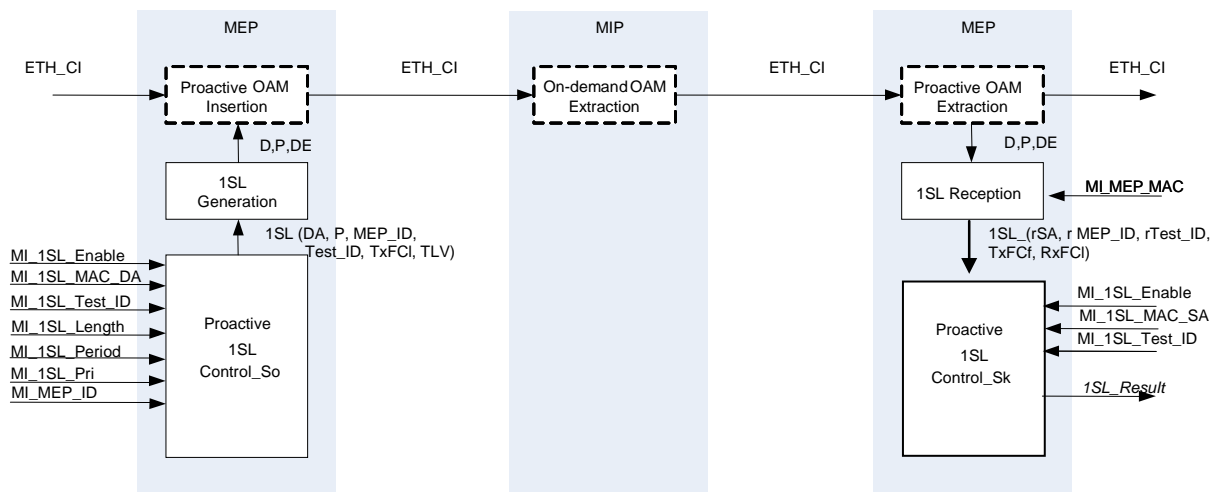 MEP
MIP
MEP
ETH_CI
ETH_CI
ETH_CI
ETH_CI
Proactive OAM
Insertion
On-demand OAM
Extraction
Proactive OAM
Extraction
D,P,DE
D,P,DE
1SL
Generation
1SL Reception
MI_MEP_MAC
1SL (DA, P, MEP_ID,
Test_ID, TxFCl, TLV)
1SL_(rSA, r MEP_ID, rTest_ID,
TxFCf, RxFCl)
MI_1SL_Enable
MI_1SL_MAC_DA
MI_1SL_Test_ID
MI_1SL_Length
MI_1SL_Period
MI_1SL_Pri
MI_MEP_ID
Proactive
1SL
Control_So
Proactive
1SL
Control_Sk
MI_1SL_Enable
MI_1SL_MAC_SA
MI_1SL_Test_ID
1SL_Result